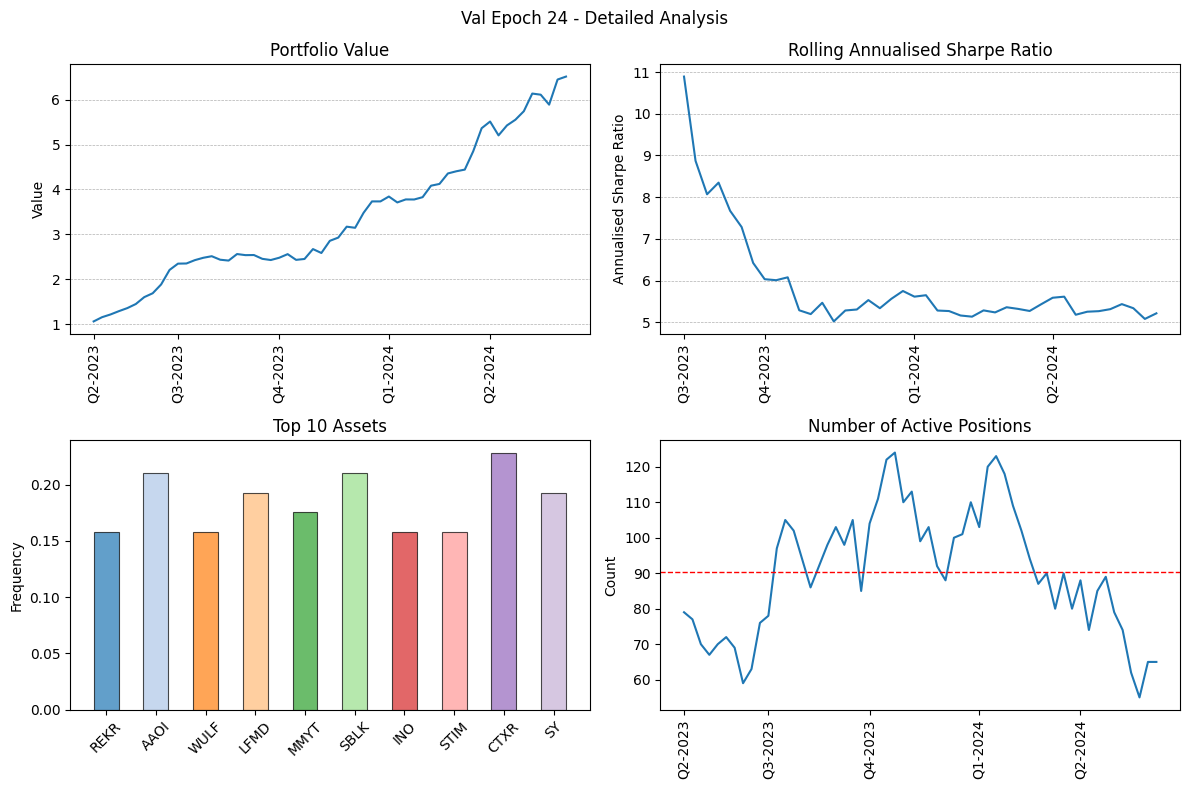 Val Epoch 24 - Detailed Analysis
Portfolio Value
Value
6
5
4
3
2
1
Q2-2023
Q3-2023
Q4-2023
Q1-2024
Q2-2024
Rolling Annualised Sharpe Ratio
Annualised Sharpe Ratio
11
10
9
8
7
6
5
Q3-2023
Q4-2023
Q1-2024
Q2-2024
Top 10 Assets
Frequency
0.20
0.15
0.10
0.05
0.00
REKR
AAOI
WULF
LFMD
MMYT
SBLK
INO
STIM
CTXR
SY
Number of Active Positions
Count
120
110
100
90
80
70
60
Q2-2023
Q3-2023
Q4-2023
Q1-2024
Q2-2024